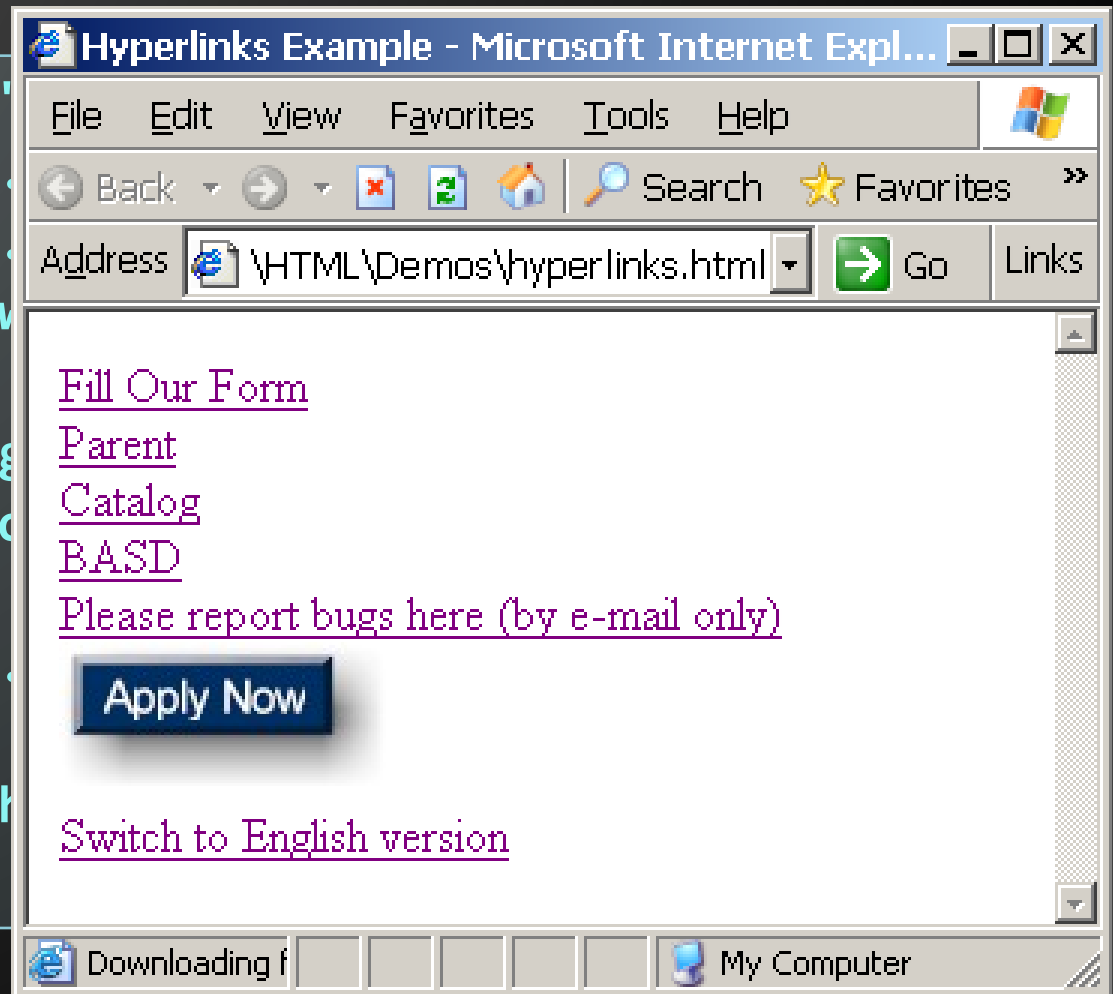 Hyperlinks Example - Microsoft Internet Expl...
File Edit View Favorites Tools Help
Back Search Favorites »
Address \HTML\Demos\hyperlinks.html Go Links
Fill Our Form
Parent
Catalog
BASD
Please report bugs here (by e-mail only)
Apply Now
Switch to English version
Downloading My Computer